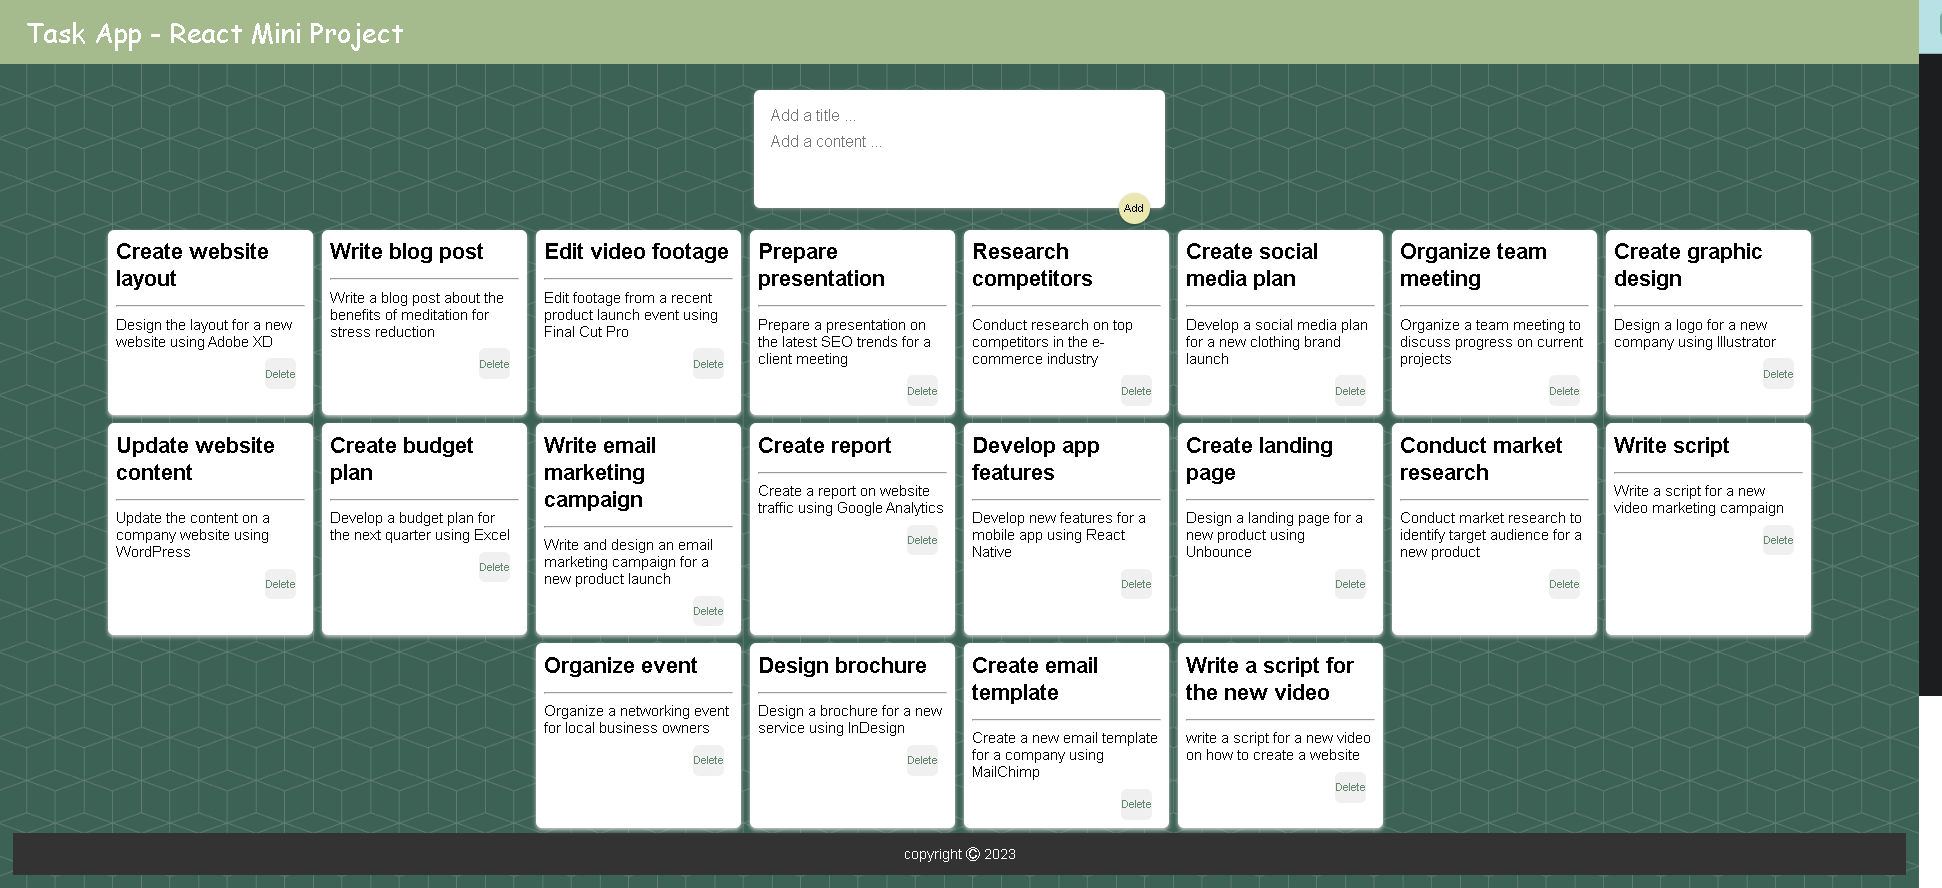 Task App - React Mini Project
Add a title ...
Add a content ...
Add
Create website
layout
Design the layout for a new
website using Adobe XD
Delete
Write blog post
Write a blog post about the
benefits of meditation for
stress reduction
Delete
Edit video footage
Edit footage from a recent
product launch event using
Final Cut Pro
Delete
Prepare
presentation
Prepare a presentation on
the latest SEO trends for a
client meeting
Delete
Research
competitors
Conduct research on top
competitors in the e-
commerce industry
Delete
Create social
media plan
Develop a social media plan
for a new clothing brand
launch
Delete
Organize team
meeting
Organize a team meeting to
discuss progress on current
projects
Delete
Create graphic
design
Design a logo for a new
company using Illustrator
Delete
Update website
content
Update the content on a
company website using
WordPress
Delete
Create budget
plan
Develop a budget plan for
the next quarter using Excel
Delete
Write email
marketing
campaign
Write and design an email
marketing campaign for a
new product launch
Delete
Create report
Create a report on website
traffic using Google Analytics
Delete
Develop app
features
Develop new features for a
mobile app using React
Native
Delete
Create landing
page
Design a landing page for a
new product using
Unbounce
Delete
Conduct market
research
Conduct market research to
identify target audience for a
new product
Delete
Write script
Write a script for a new
video marketing campaign
Delete
Organize event
Organize a networking event
for local business owners
Delete
Design brochure
Design a brochure for a new
service using InDesign
Delete
Create email
template
Create a new email template
for a company using
MailChimp
Delete
Write a script for
the new video
write a script for a new video
on how to create a website
Delete
copyright © 2023